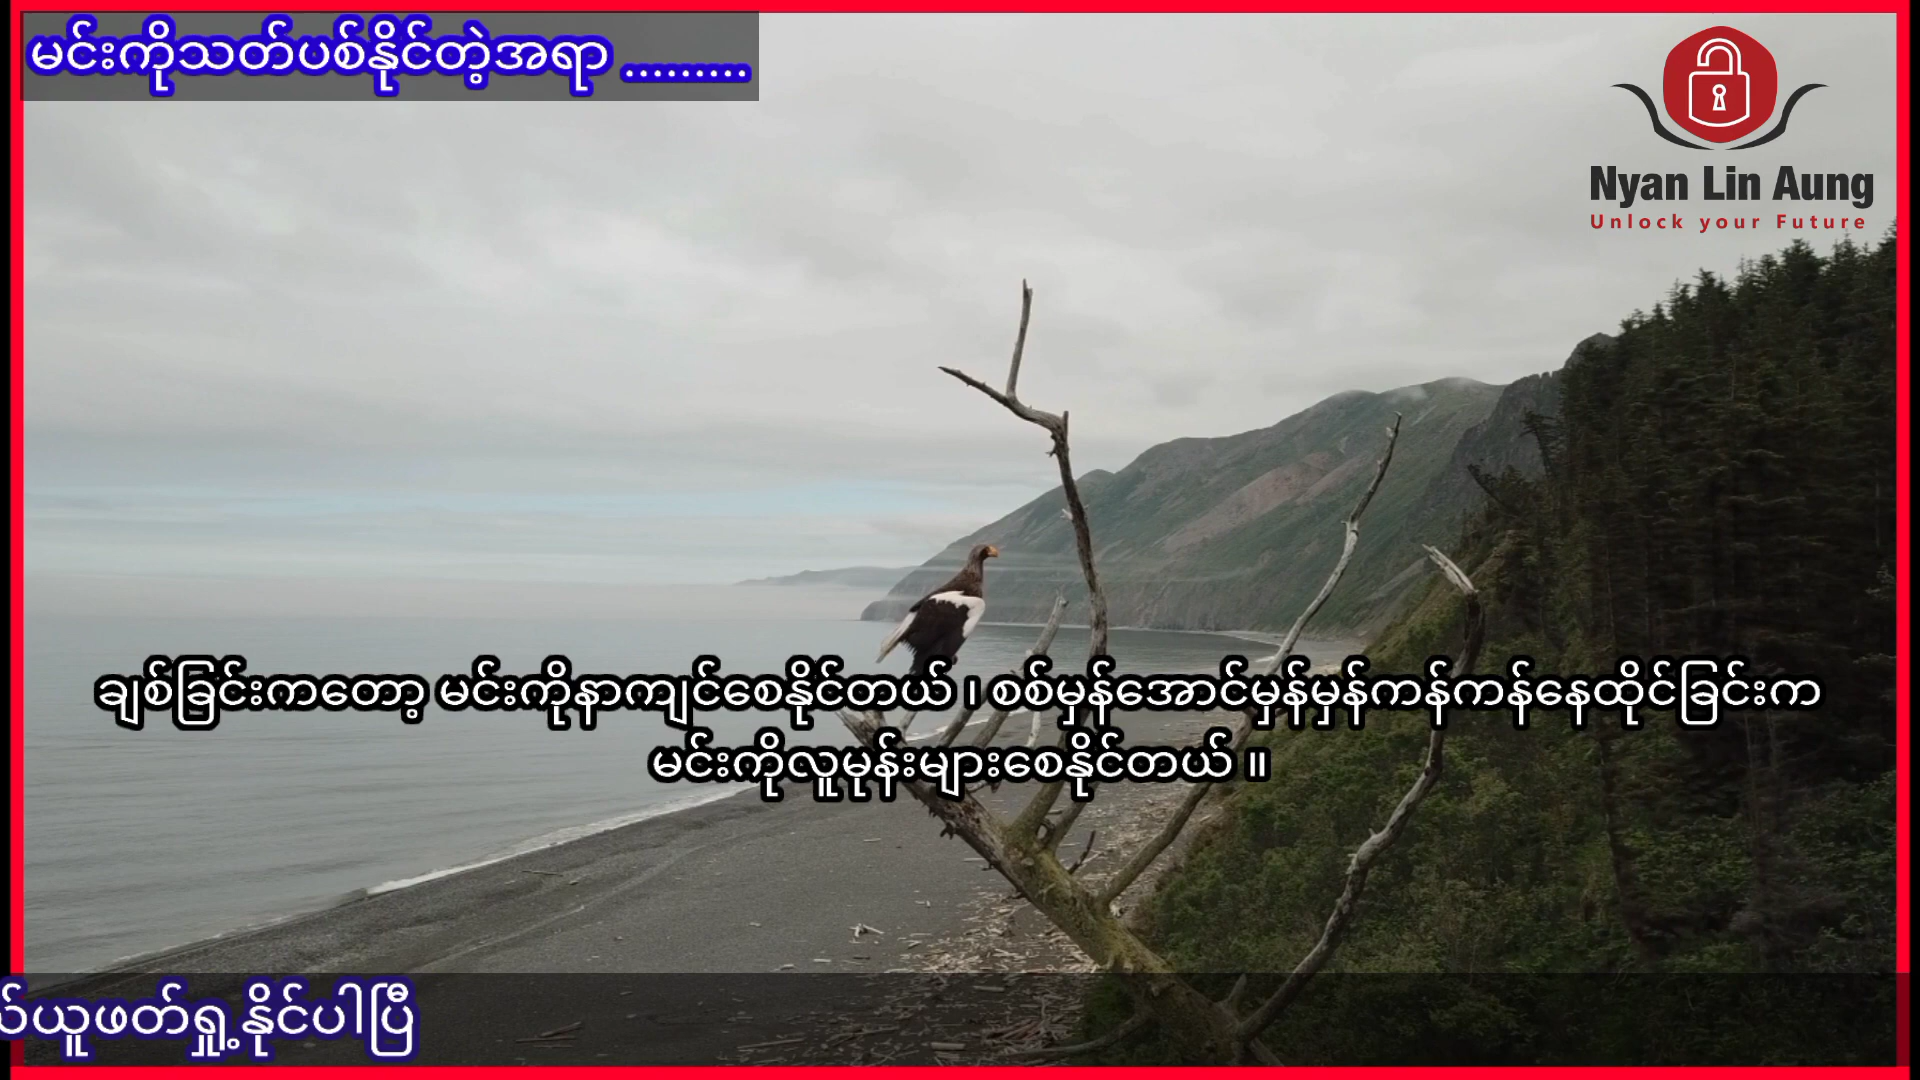 မင်းကိုသတ်ပစ်နိုင်တဲ့အရာ .........
Nyan Lin Aung
Unlock your Future
ချစ်ခြင်းကတော့ မင်းကိုနာကျင်စေနိုင်တယ် ၊ စစ်မှန်အောင်မှန်မှန်ကန်ကန်နေထိုင်ခြင်းက
မင်းကိုလူမုန်းများစေနိုင်တယ် ။
ယူဖတ်ရှု့နိုင်ပါပြီ